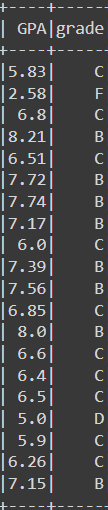 +----+------
| GPA|grade
+----+------
|5.83|    C
|2.58|    F
| 6.8|    C
|8.21|    B
|6.51|    C
|7.72|    B
|7.74|    B
|7.17|    B
| 6.0|    C
|7.39|    B
|7.56|    B
|6.85|    C
| 8.0|    B
| 6.6|    C
| 6.4|    C
| 6.5|    C
| 5.0|    D
| 5.9|    C
|6.26|    C
|7.15|    B
+----+------